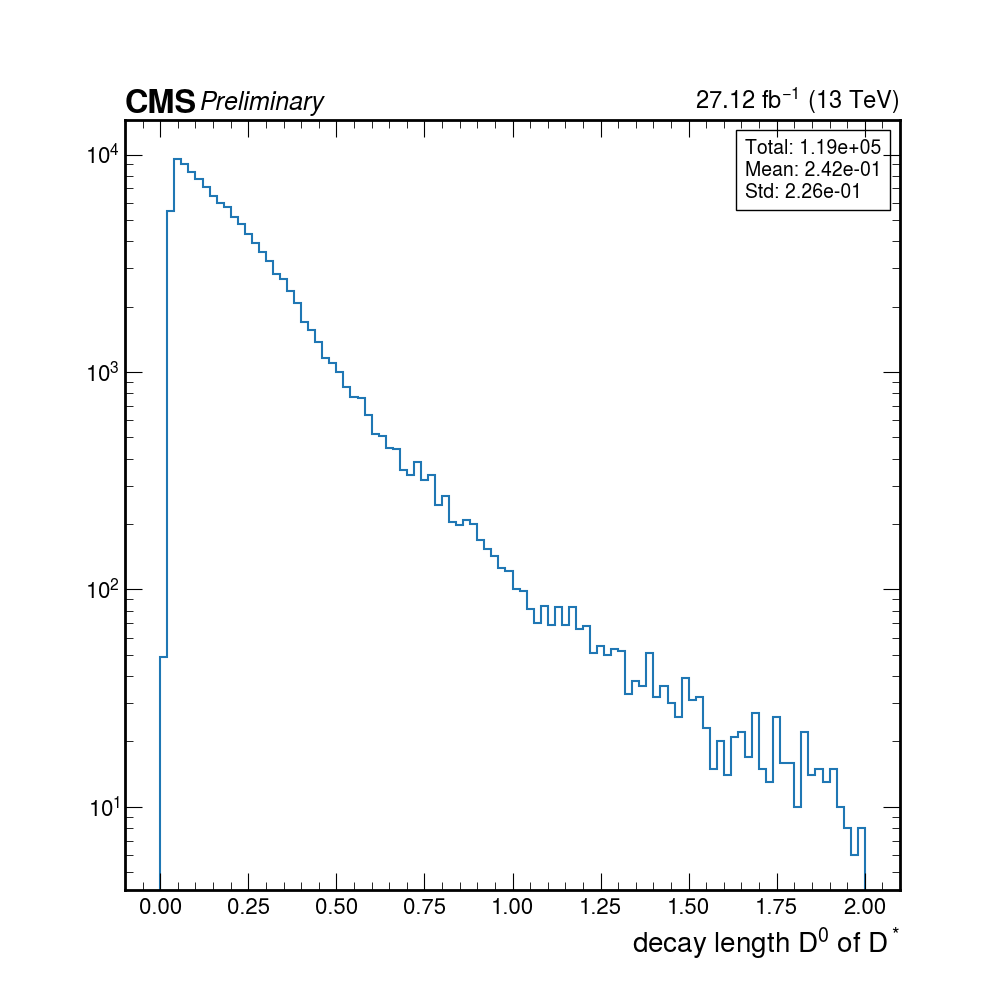 CMS Preliminary 27.12 fb⁻¹ (13 TeV)
Total: 1.19e+05
Mean: 2.42e-01
Std: 2.26e-01
10⁴
10³
10²
10¹
0.00 0.25 0.50 0.75 1.00 1.25 1.50 1.75 2.00
decay length D⁰ of D*